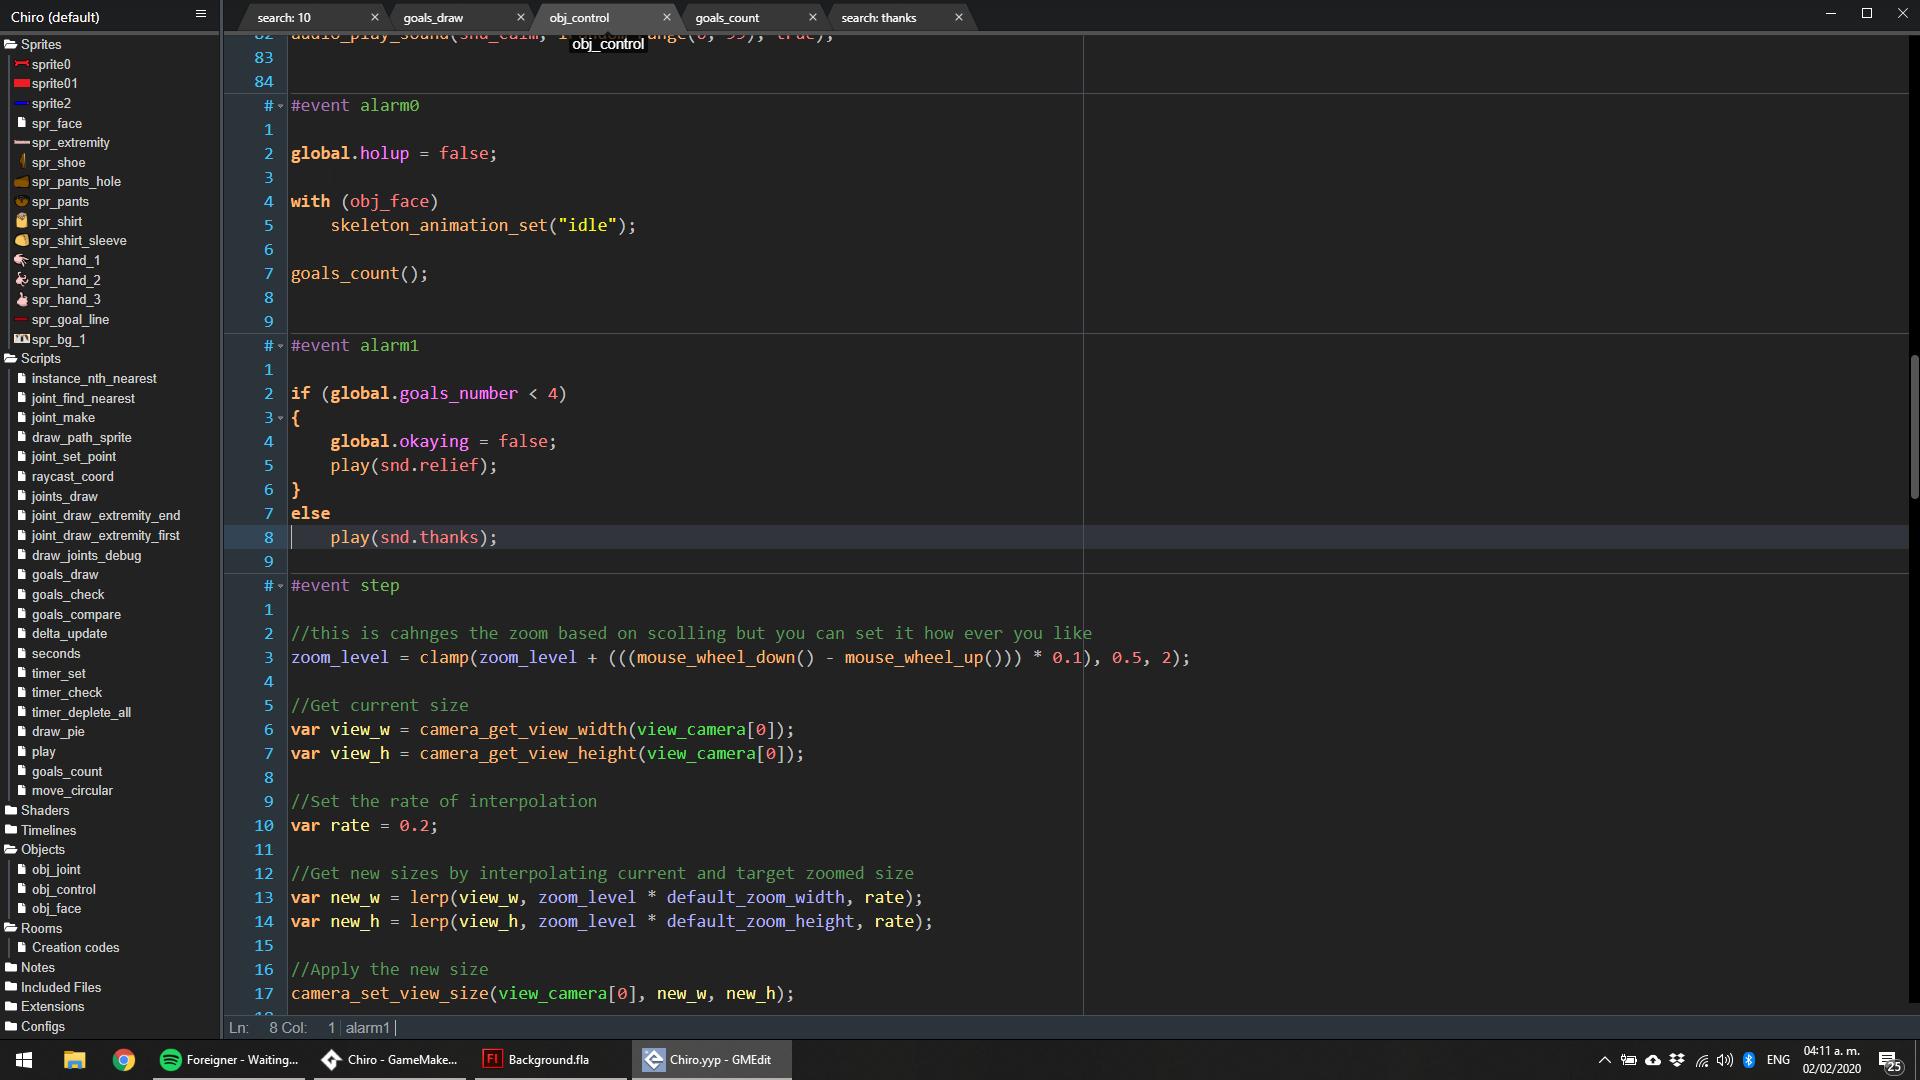 Chiro (default)
search: 10
goals_draw
obj_control
goals_count
search: thanks
obj_control
Sprites
sprite0
sprite01
sprite2
spr_face
spr_extremity
spr_shoe
spr_pants_hole
spr_pants
spr_shirt
spr_shirt_sleeve
spr_hand_1
spr_hand_2
spr_hand_3
spr_goal_line
spr_bg_1
Scripts
instance_nth_nearest
joint_find_nearest
joint_make
draw_path_sprite
joint_set_point
raycast_coord
joints_draw
joint_draw_extremity_end
joint_draw_extremity_first
draw_joints_debug
goals_draw
goals_check
goals_compare
delta_update
seconds
timer_set
timer_check
timer_deplete_all
draw_pie
play
goals_count
move_circular
Shaders
Timelines
Objects
obj_joint
obj_control
obj_face
Rooms
Creation codes
Notes
Included Files
Extensions
Configs
83
84
# #event alarm0
1
2 global.holup = false;
3
4 with (obj_face)
5 skeleton_animation_set("idle");
6
7 goals_count();
8
9
# #event alarm1
1
2 if (global.goals_number < 4)
3 {
4 global.okaying = false;
5 play(snd.relief);
6 }
7 else
8 play(snd.thanks);
9
# #event step
1
2 //this is cahnges the zoom based on scolling but you can set it how ever you like
3 zoom_level = clamp(zoom_level + (((mouse_wheel_down() - mouse_wheel_up())) * 0.1), 0.5, 2);
4
5 //Get current size
6 var view_w = camera_get_view_width(view_camera[0]);
7 var view_h = camera_get_view_height(view_camera[0]);
8
9 //Set the rate of interpolation
10 var rate = 0.2;
11
12 //Get new sizes by interpolating current and target zoomed size
13 var new_w = lerp(view_w, zoom_level * default_zoom_width, rate);
14 var new_h = lerp(view_h, zoom_level * default_zoom_height, rate);
15
16 //Apply the new size
17 camera_set_view_size(view_camera[0], new_w, new_h);
Ln: 8 Col: 1 alarm1
Foreigner - Waiting...
Chiro - GameMake...
Fl Background.fla
Chiro.yyp - GMEdit
ENG
04:11 a. m.
02/02/2020
25